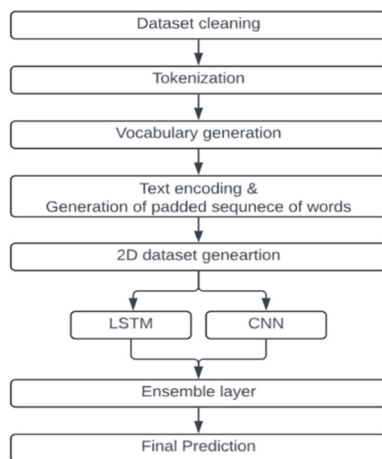 Dataset cleaning
Tokenization
Vocabulary generation
Text encoding &
Generation of padded sequnece of words
2D dataset geneartion
LSTM
CNN
Ensemble layer
Final Prediction